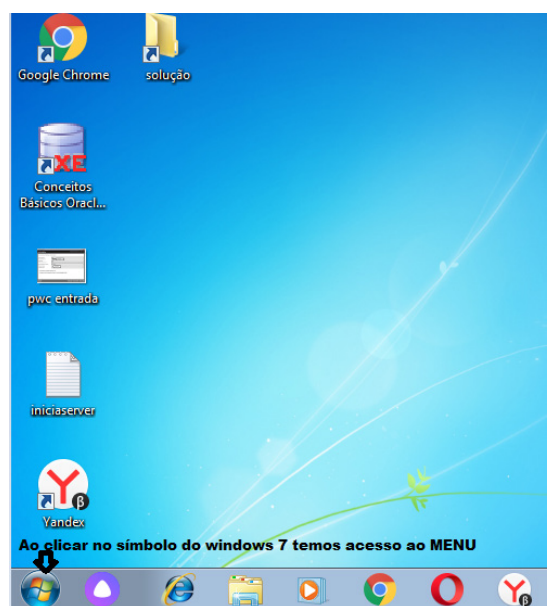 Google Chrome
solução
XE
Conceitos
Básicos Oracl...
pwc entrada
iniciaserver
Y β
Yandex
Ao clicar no símbolo do windows 7 temos acesso ao MENU